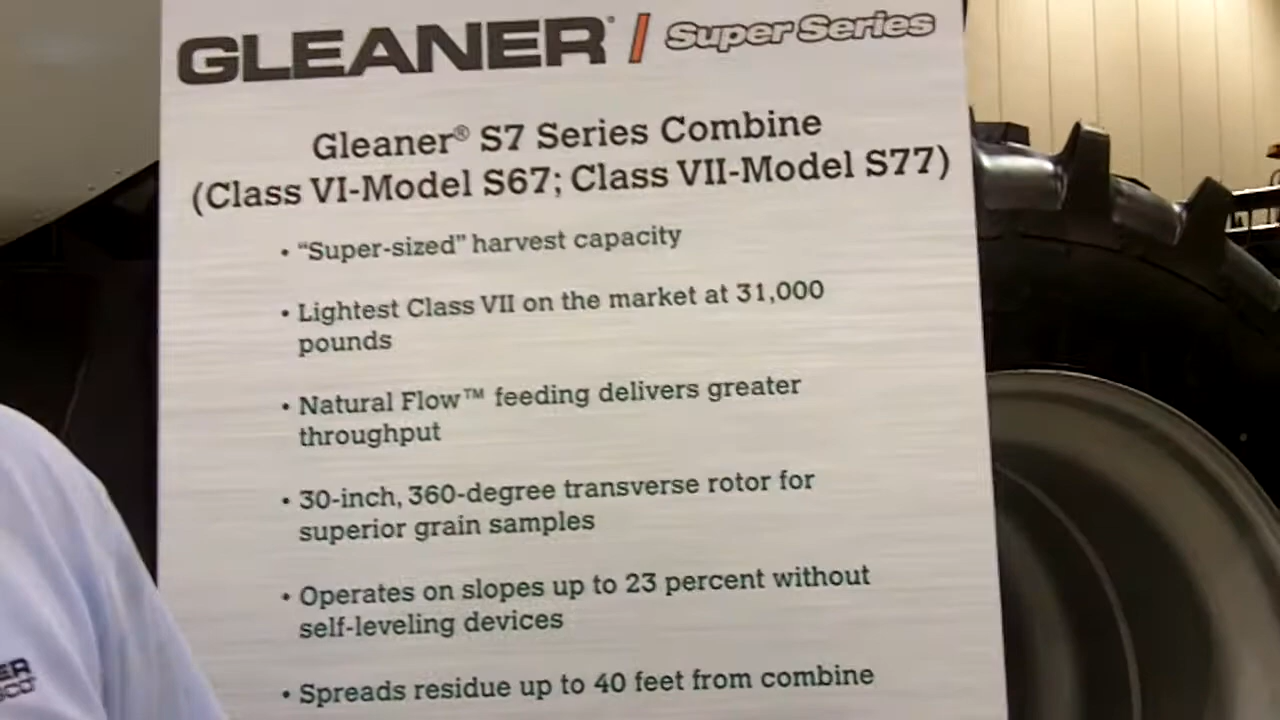 GLEANER® / Super Series
Gleaner® S7 Series Combine
(Class VI-Model S67; Class VII-Model S77)
• “Super-sized” harvest capacity
• Lightest Class VII on the market at 31,000
pounds
• Natural Flow™ feeding delivers greater
throughput
• 30-inch, 360-degree transverse rotor for
superior grain samples
• Operates on slopes up to 23 percent without
self-leveling devices
• Spreads residue up to 40 feet from combine